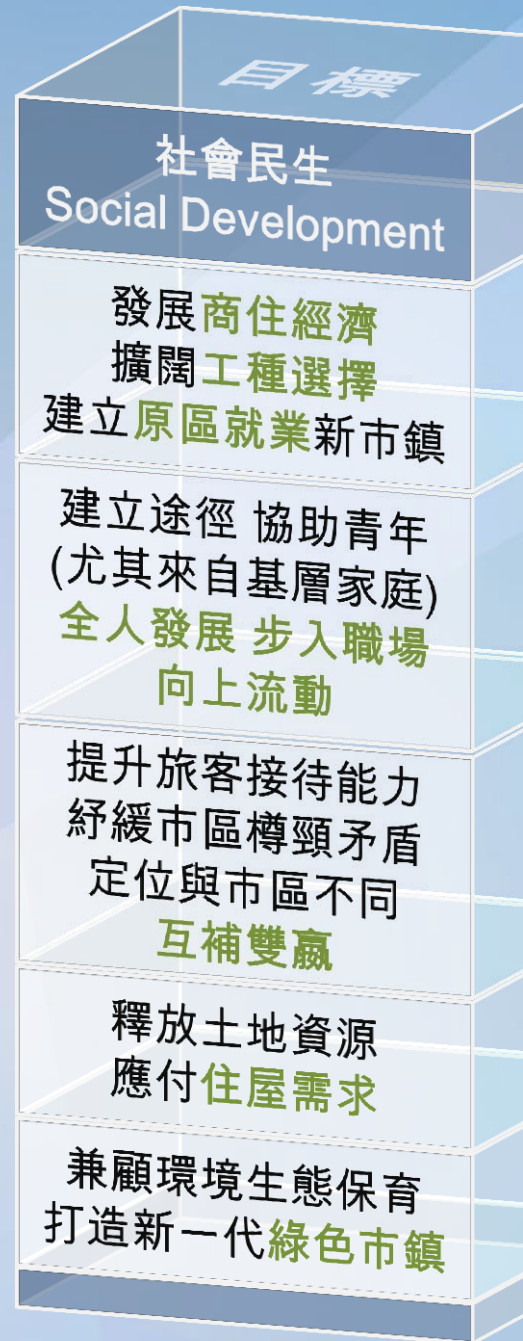 目標
社會民生
Social Development
發展商住經濟
擴闊工種選擇
建立原區就業新市鎮
建立途徑 協助青年
(尤其來自基層家庭)
全人發展 步入職場
向上流動
提升旅客接待能力
紓緩市區樽頸矛盾
定位與市區不同
互補雙贏
釋放土地資源
應付住屋需求
兼顧環境生態保育
打造新一代綠色市鎮